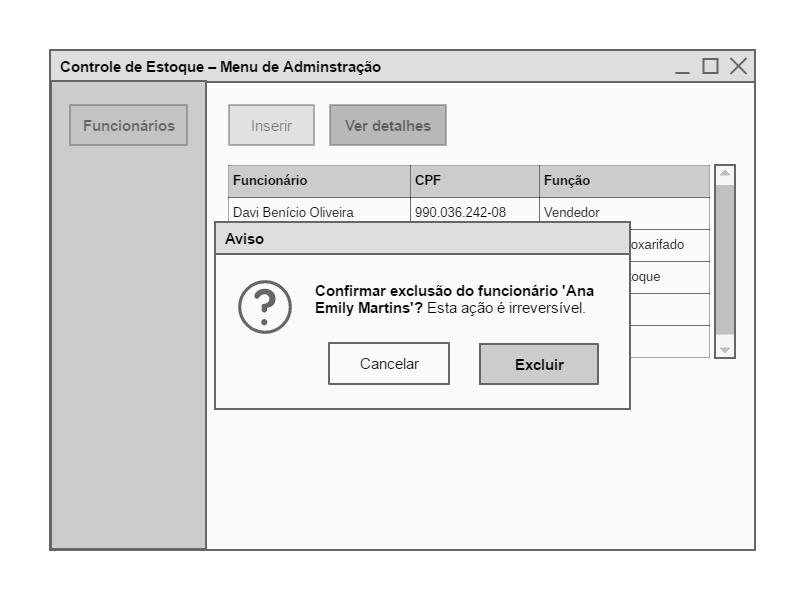 Controle de Estoque – Menu de Adminstração
Funcionários
Inserir
Ver detalhes
Funcionário CPF Função
Davi Benício Oliveira 990.036.242-08 Vendedor
oxarifado
toque
Aviso
?
Confirmar exclusão do funcionário 'Ana
Emily Martins'? Esta ação é irreversível.
Cancelar
Excluir